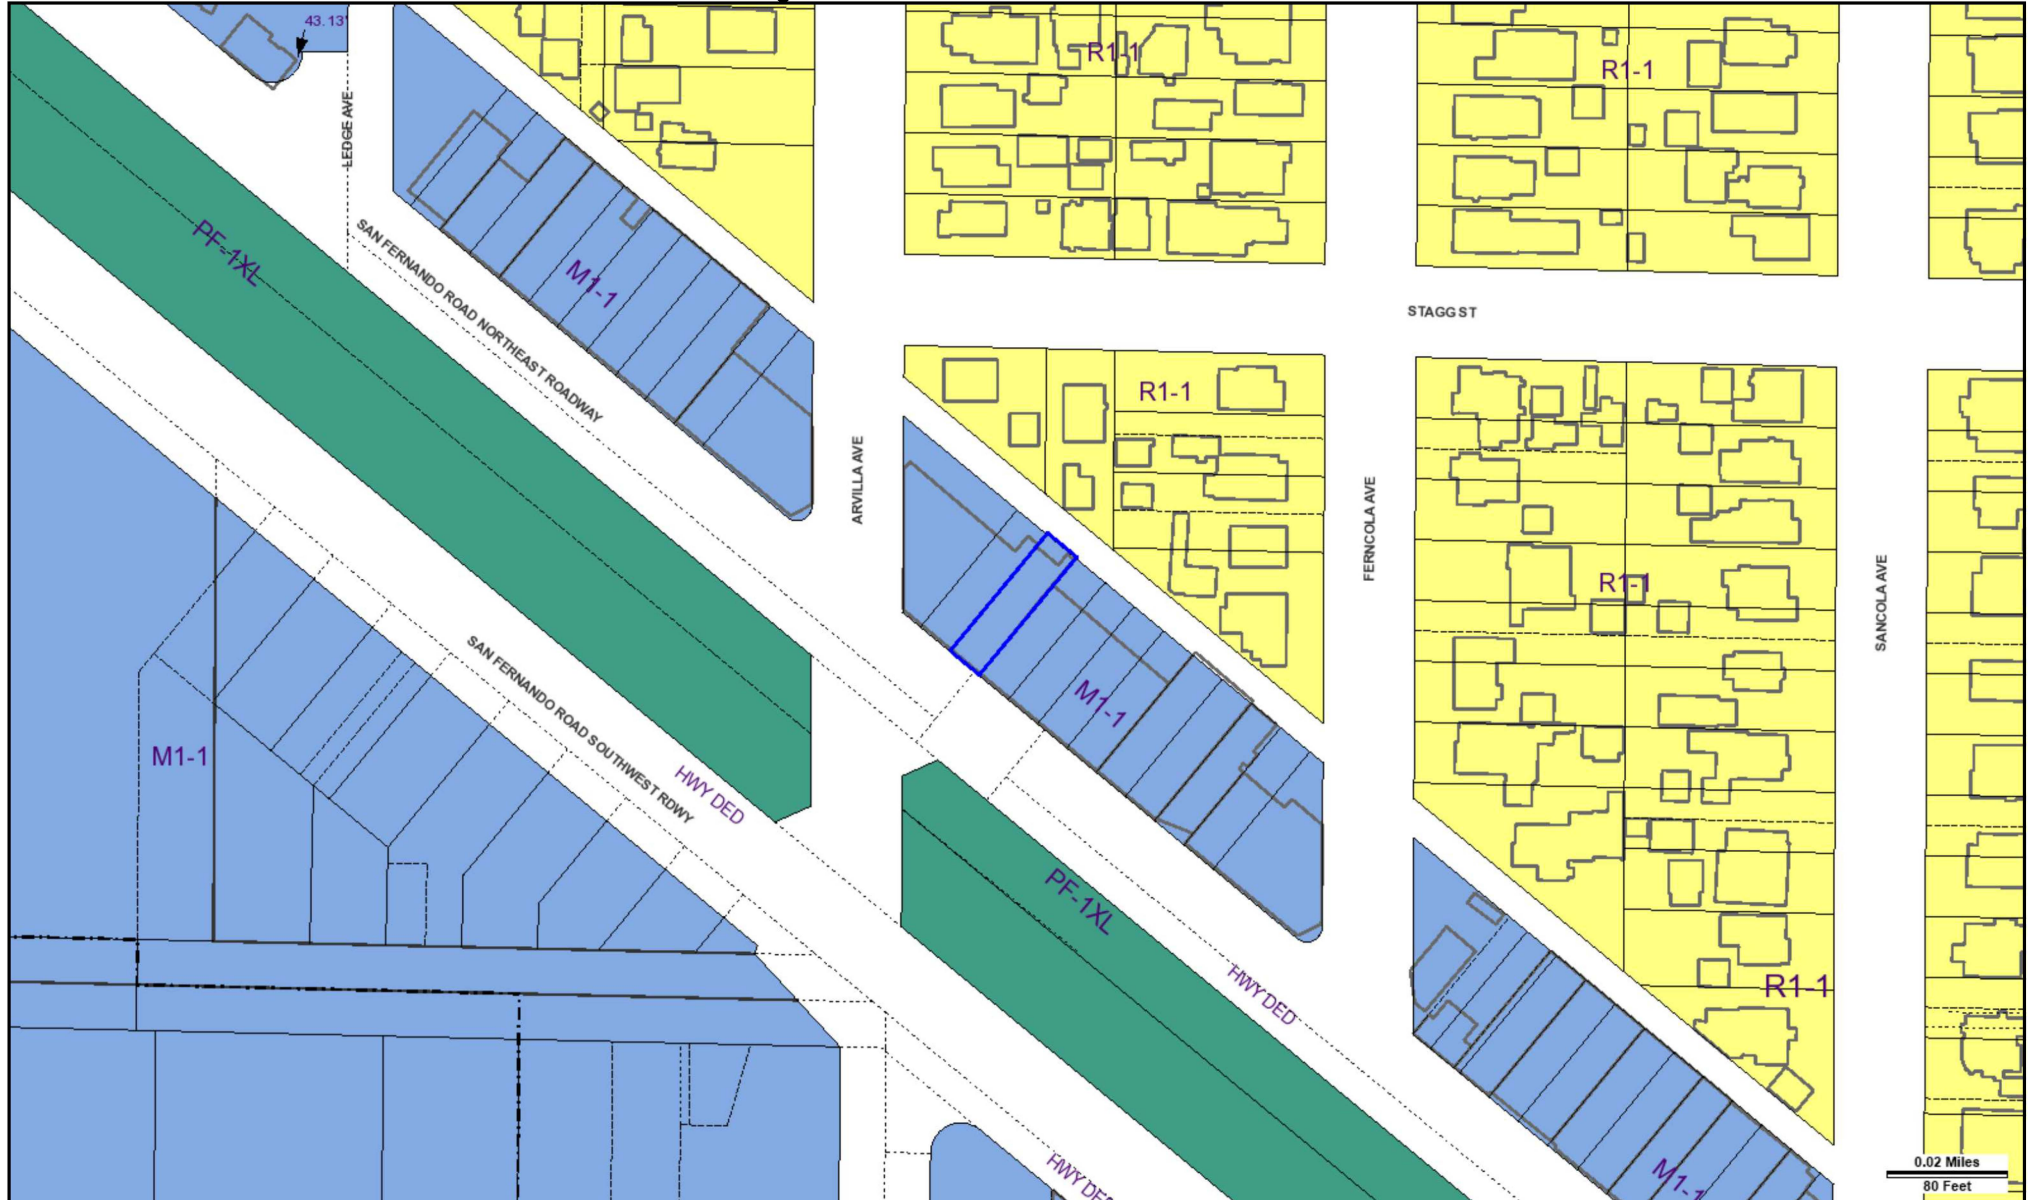 43.13'
R1-1
R1-1
LEDGE AVE
PF-1XL
SAN FERNANDO ROAD NORTHEAST ROADWAY
M1-1
STAGG ST
R1-1
ARVILLA AVE
FERNCOLA AVE
R1-1
SANCOLA AVE
SAN FERNANDO ROAD SOUTHWEST RDWY
M1-1
M1-1
HWY DED
PF-1XL
HWY DED
R1-1
HWY DED
M1-1
0.02 Miles
80 Feet